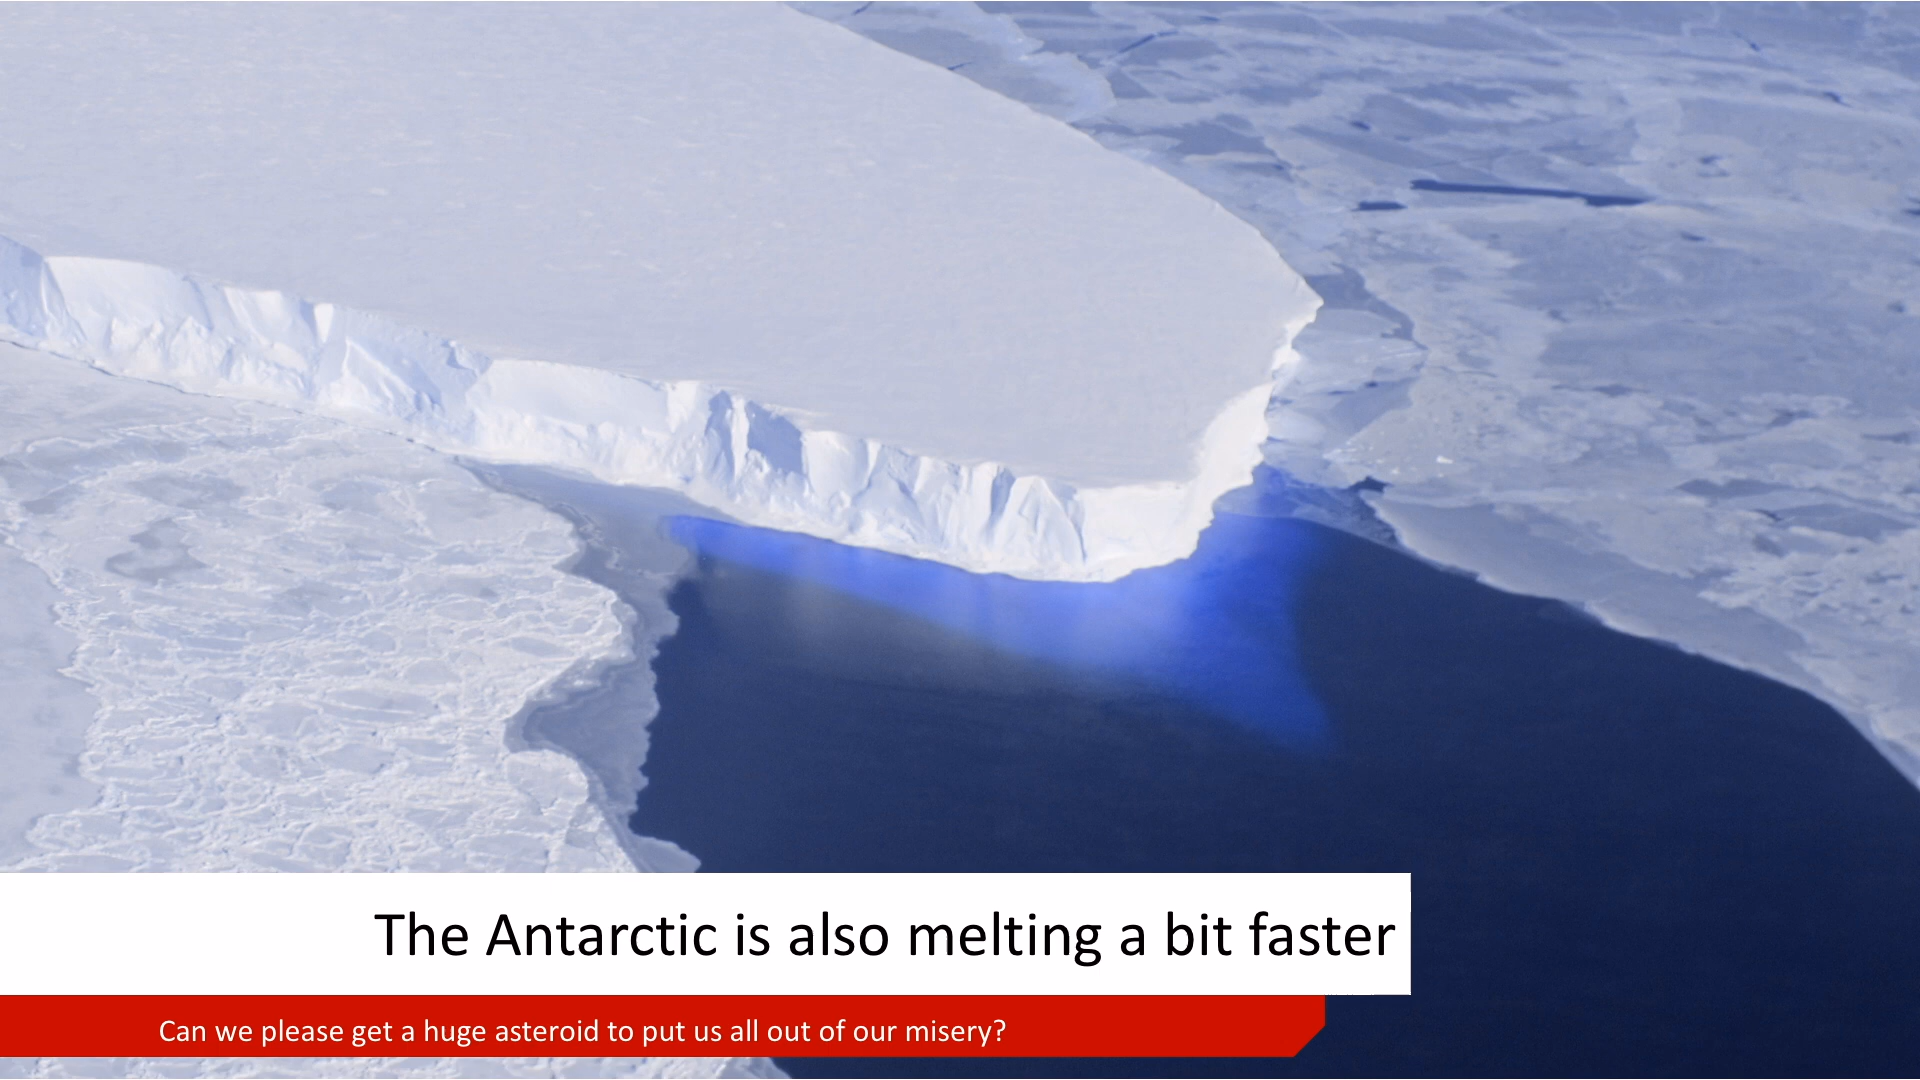 The Antarctic is also melting a bit faster
Can we please get a huge asteroid to put us all out of our misery?